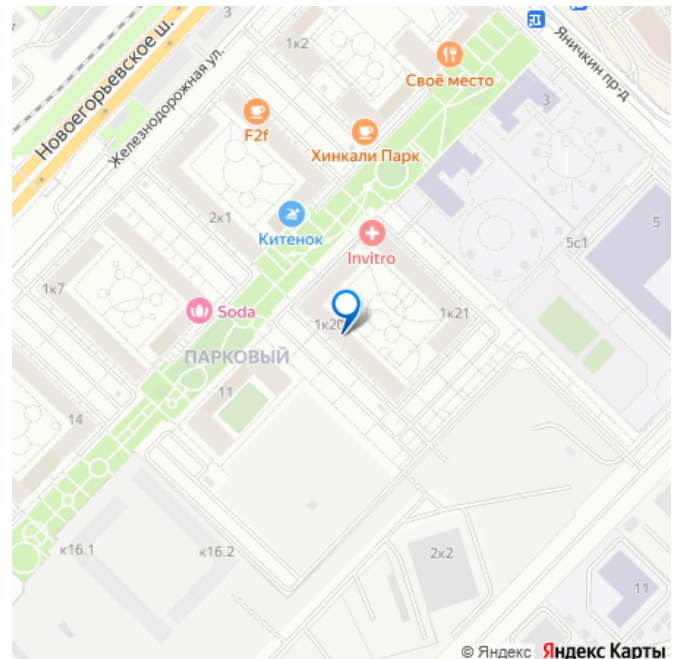 3
1к2
Новоегорьевское ш.
Железнодорожная ул.
Яничкин пр-д
Своё место
F2f
3
Хинкали Парк
2к1
Китенок
5
5с1
Invitro
1к7
Soda
1к20
1к21
ПАРКОВЫЙ
11
14
к16.1
к16.2
2к2
11
© Яндекс Яндекс Карты